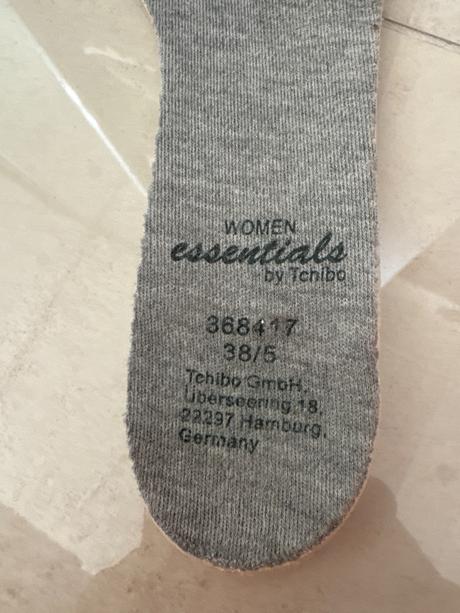 WOMEN
essentials
by Tchibo
368417
38/5
Tchibo GmbH,
Überseering 18,
22297 Hamburg,
Germany